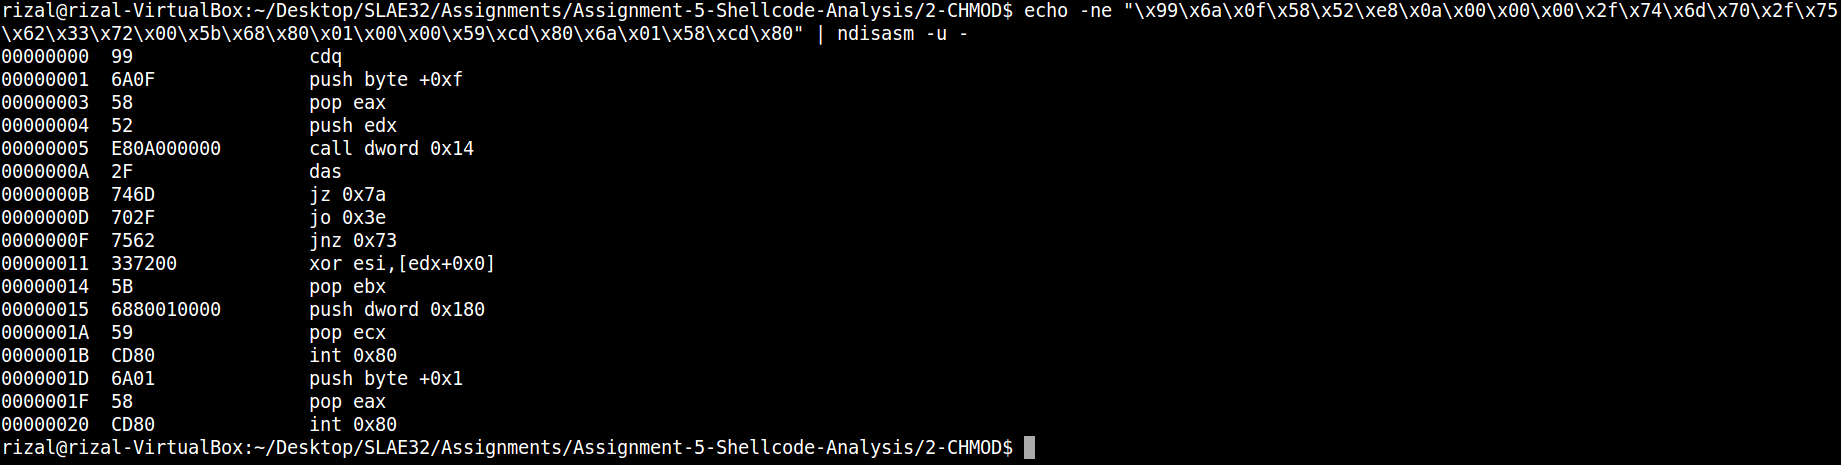 rizal@rizal-VirtualBox:~/Desktop/SLAE32/Assignments/Assignment-5-Shellcode-Analysis/2-CHMOD$ echo -ne "\x99\x6a\x0f\x58\x52\xe8\x0a\x00\x00\x00\x2f\x74\x6d\x70\x2f\x75
\x62\x33\x72\x00\x5b\x68\x80\x01\x00\x00\x59\xcd\x80\x6a\x01\x58\xcd\x80" | ndisasm -u -
00000000  99                cdq
00000001  6A0F              push byte +0xf
00000003  58                pop eax
00000004  52                push edx
00000005  E80A000000        call dword 0x14
0000000A  2F                das
0000000B  746D              jz 0x7a
0000000D  702F              jo 0x3e
0000000F  7562              jnz 0x73
00000011  337200            xor esi,[edx+0x0]
00000014  5B                pop ebx
00000015  6880010000        push dword 0x180
0000001A  59                pop ecx
0000001B  CD80              int 0x80
0000001D  6A01              push byte +0x1
0000001F  58                pop eax
00000020  CD80              int 0x80
rizal@rizal-VirtualBox:~/Desktop/SLAE32/Assignments/Assignment-5-Shellcode-Analysis/2-CHMOD$